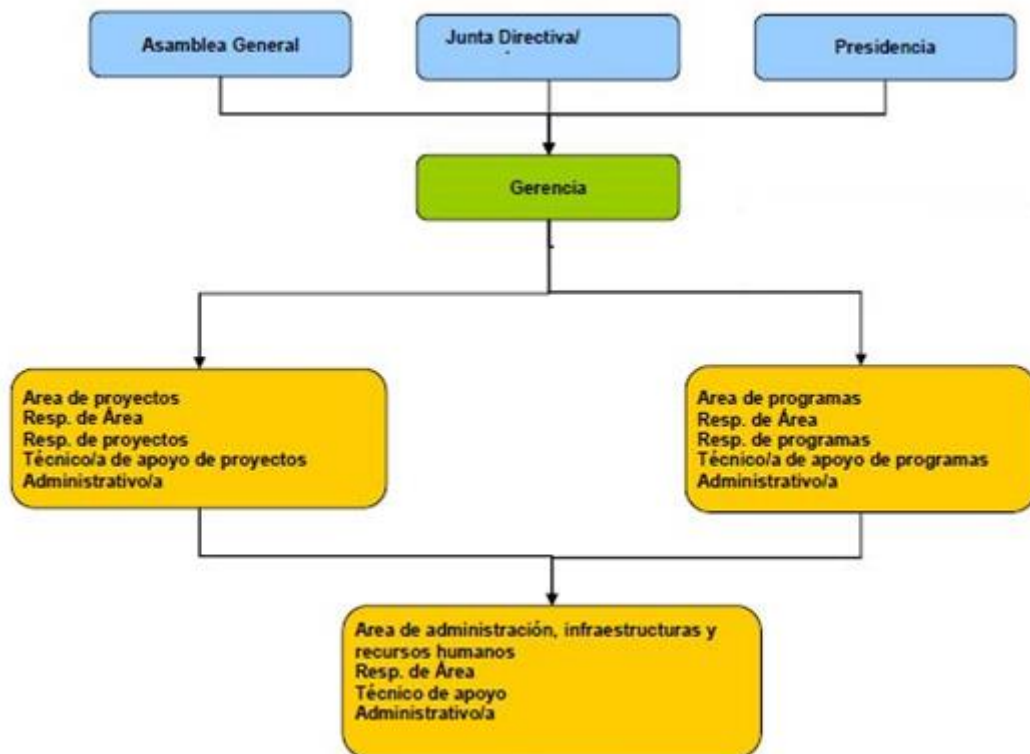 Asamblea General
Junta Directiva/
Presidencia
Gerencia
Area de proyectos
Resp. de Área
Resp. de proyectos
Técnico/a de apoyo de proyectos
Administrativo/a
Area de programas
Resp. de Área
Resp. de programas
Técnico/a de apoyo de programas
Administrativo/a
Area de administración, infraestructuras y
recursos humanos
Resp. de Área
Técnico de apoyo
Administrativo/a